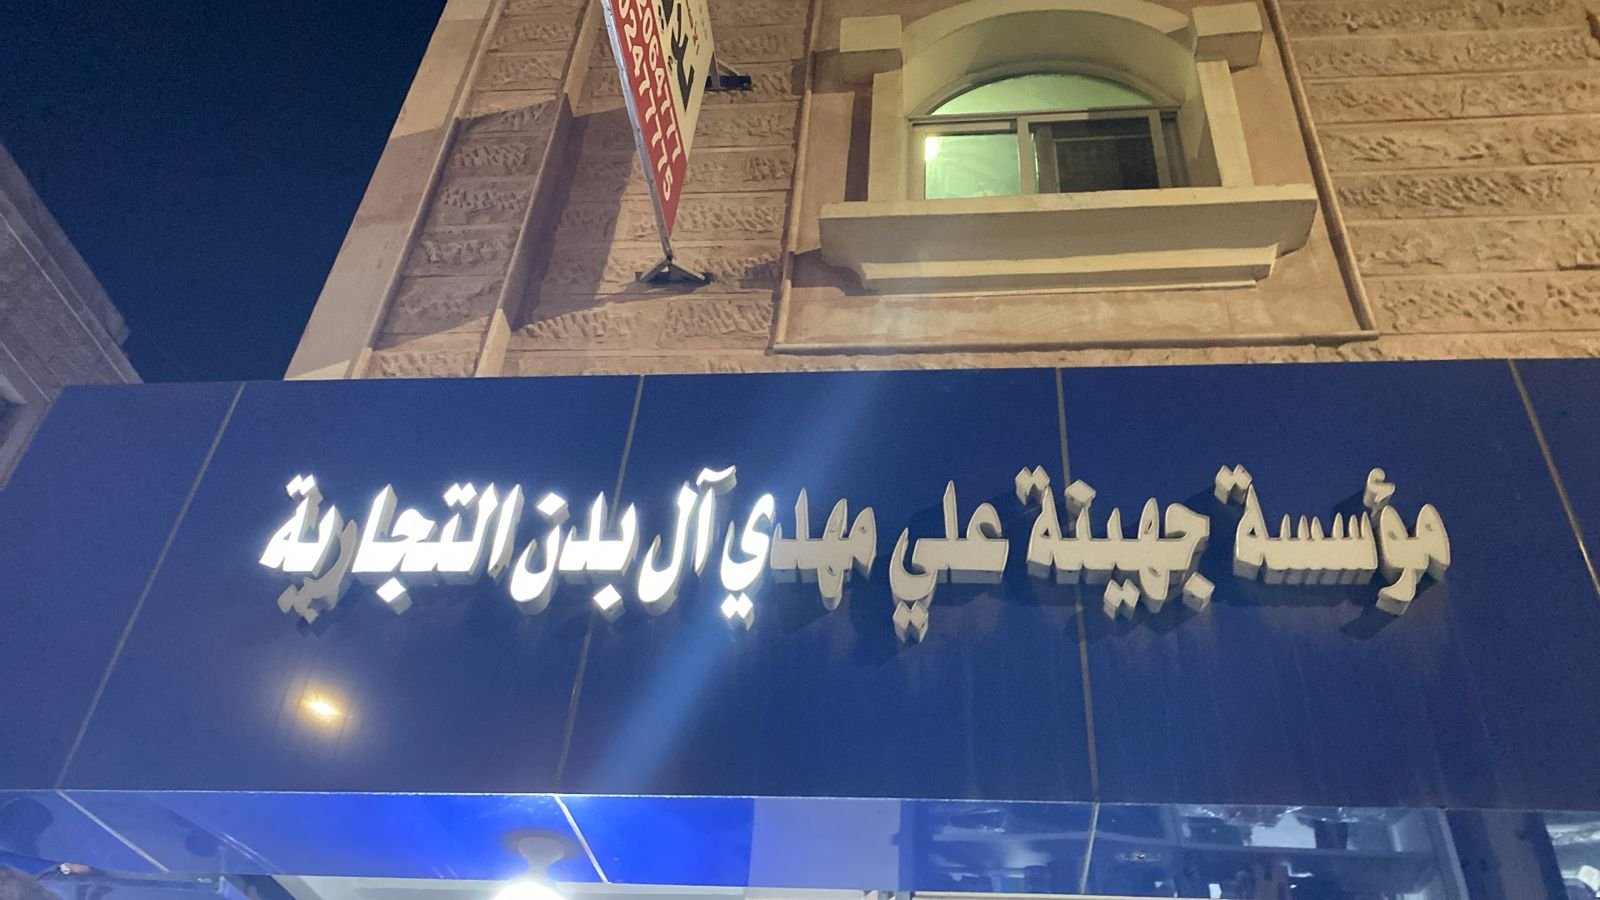 مؤسسة جهينة علي مهدي آل بدن التجارية